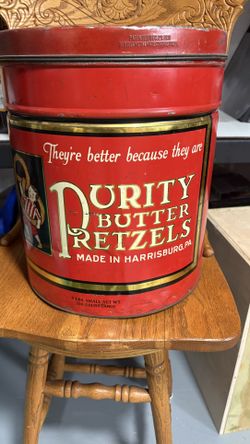 They're better because they are
PURITY
BUTTER
PRETZELS
MADE IN HARRISBURG, PA.